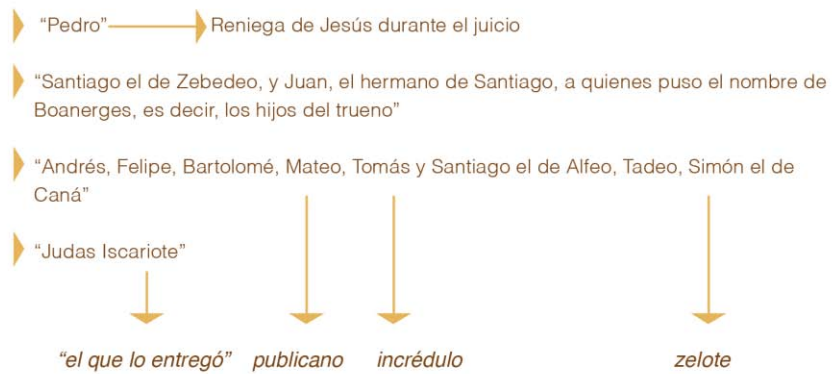 “Pedro” Reniega de Jesús durante el juicio
“Santiago el de Zebedeo, y Juan, el hermano de Santiago, a quienes puso el nombre de
Boanerges, es decir, los hijos del trueno”
“Andrés, Felipe, Bartolomé, Mateo, Tomás y Santiago el de Alfeo, Tadeo, Simón el de
Caná”
“Judas Iscariote”
“el que lo entregó” publicano incrédulo zelote